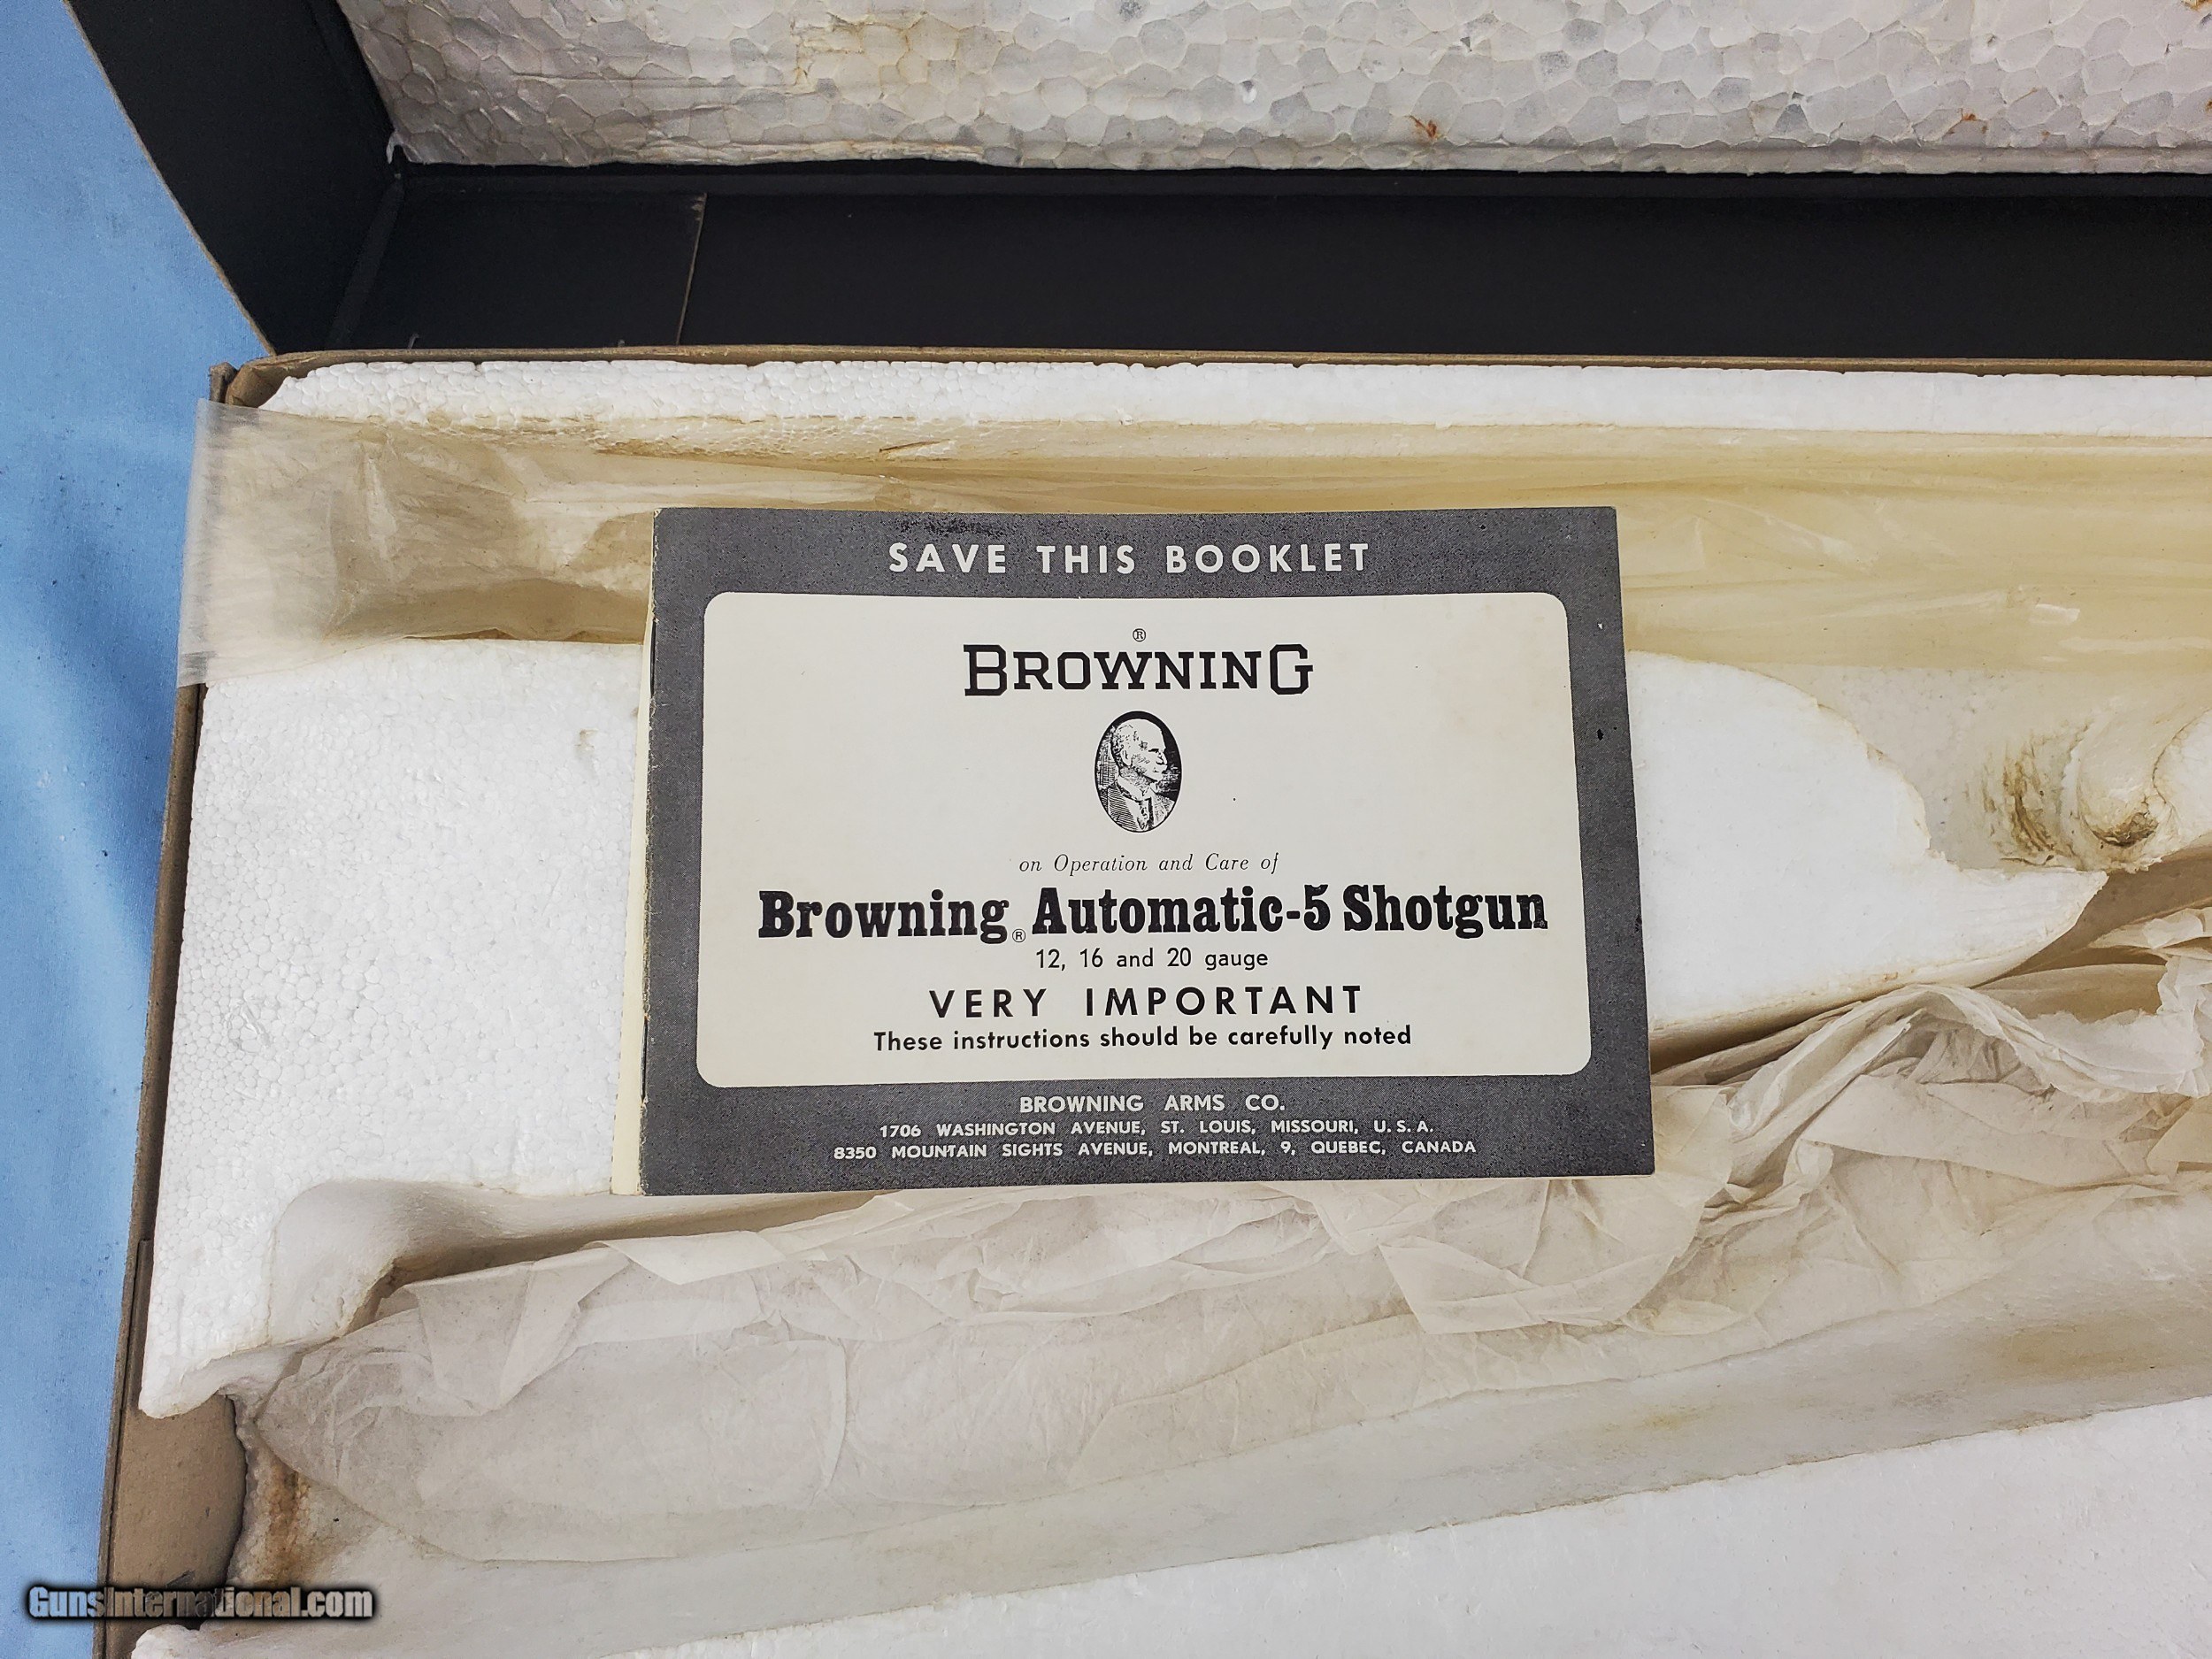 SAVE THIS BOOKLET
®
BROWNING
on Operation and Care of
Browning® Automatic-5 Shotgun
12, 16 and 20 gauge
VERY IMPORTANT
These instructions should be carefully noted
BROWNING ARMS CO.
1706 WASHINGTON AVENUE, ST. LOUIS, MISSOURI, U. S. A.
8350 MOUNTAIN SIGHTS AVENUE, MONTREAL, 9, QUEBEC, CANADA
GunsInternational.com